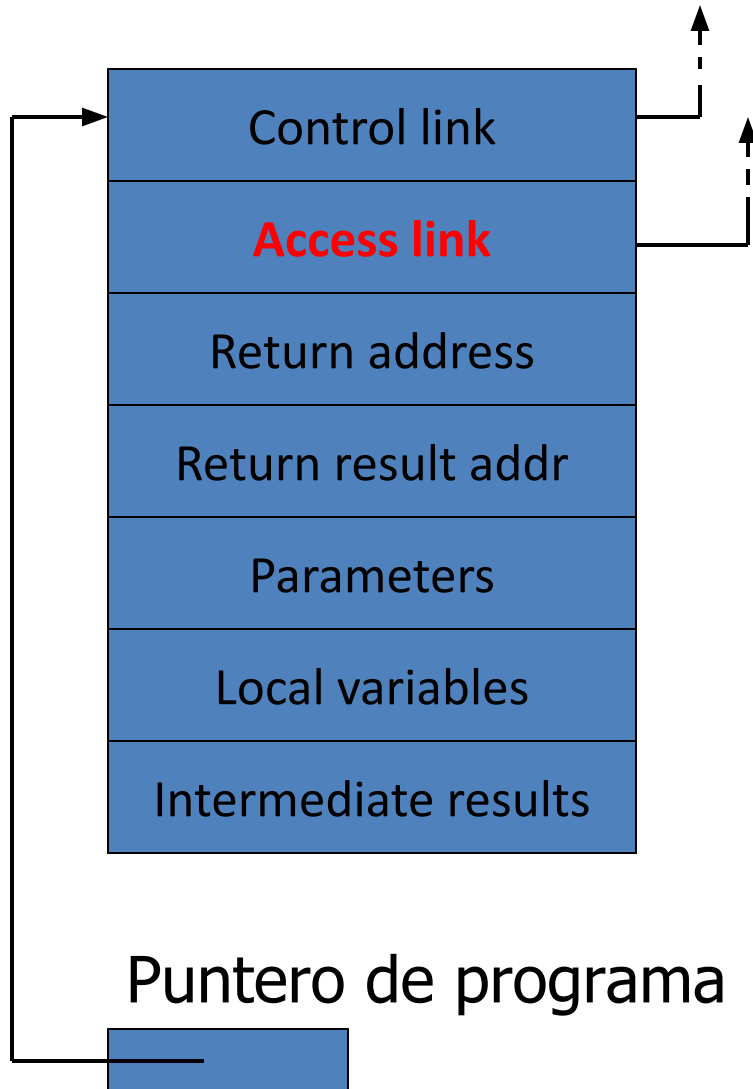 Control link
Access link
Return address
Return result addr
Parameters
Local variables
Intermediate results
Puntero de programa